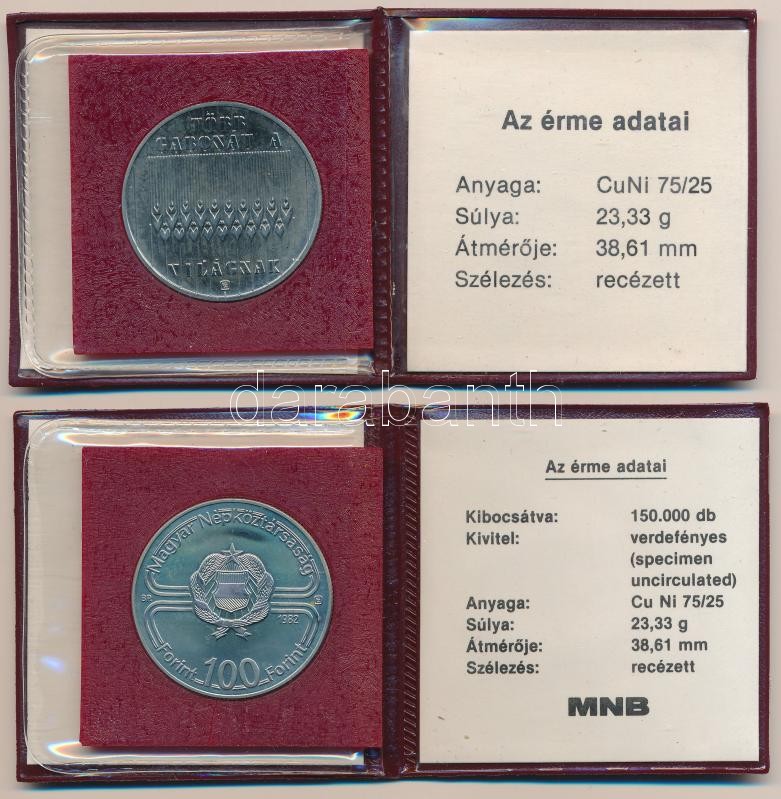 TÖBB
GABONÁT A
VILÁGNAK
Az érme adatai
Anyaga: CuNi 75/25
Súlya: 23,33 g
Átmérője: 38,61 mm
Szélezés: recézett
darabanth
Magyar Népköztársaság
BP.
1982
Forint 100 Forint
Az érme adatai
Kibocsátva: 150.000 db
Kivitel: verdefényes
(specimen
uncirculated)
Anyaga: Cu Ni 75/25
Súlya: 23,33 g
Átmérője: 38,61 mm
Szélezés: recézett
MNB